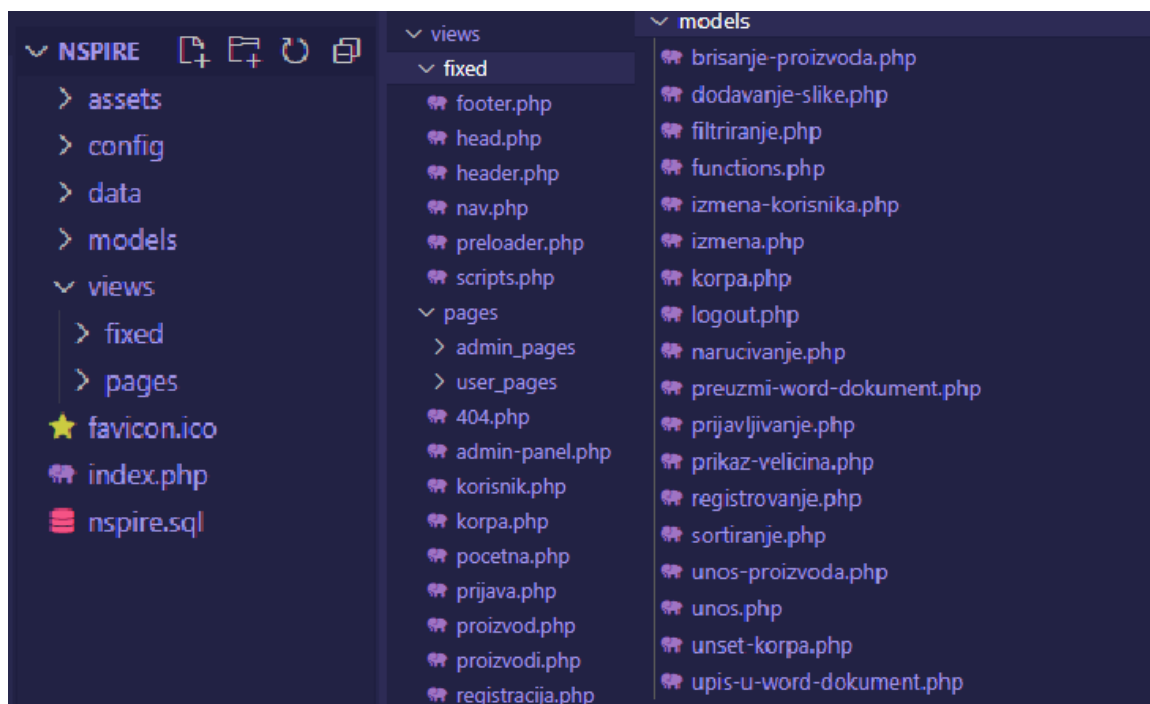 NSPIRE
assets
config
data
models
views
fixed
pages
favicon.ico
index.php
nspire.sql
views
fixed
footer.php
head.php
header.php
nav.php
preloader.php
scripts.php
pages
admin_pages
user_pages
404.php
admin-panel.php
korisnik.php
korpa.php
pocetna.php
prijava.php
proizvod.php
proizvodi.php
registracija.php
models
brisanje-proizvoda.php
dodavanje-slike.php
filtriranje.php
functions.php
izmena-korisnika.php
izmena.php
korpa.php
logout.php
narucivanje.php
preuzmi-word-dokument.php
prijavljivanje.php
prikaz-velicina.php
registrovanje.php
sortiranje.php
unos-proizvoda.php
unos.php
unset-korpa.php
upis-u-word-dokument.php